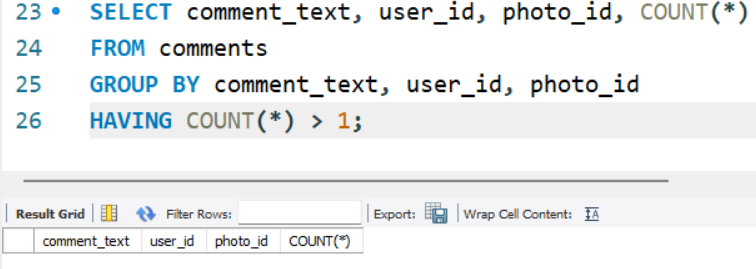 23 SELECT comment_text, user_id, photo_id, COUNT(*)
24 FROM comments
25 GROUP BY comment_text, user_id, photo_id
26 HAVING COUNT(*) > 1;
Result Grid Filter Rows: Export: Wrap Cell Content: IA
comment_text user_id photo_id COUNT(*)